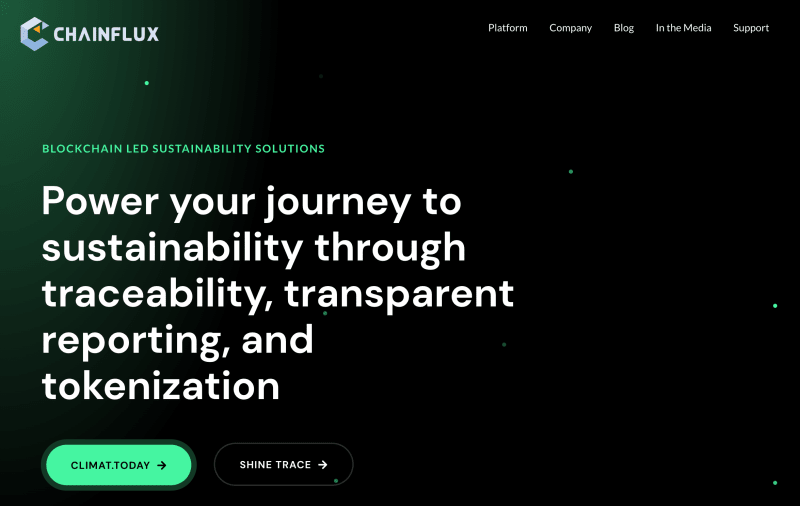 CHAINFLUX
Platform Company Blog In the Media Support
BLOCKCHAIN LED SUSTAINABILITY SOLUTIONS
Power your journey to
sustainability through
traceability, transparent
reporting, and
tokenization
CLIMAT.TODAY → SHINE TRACE →